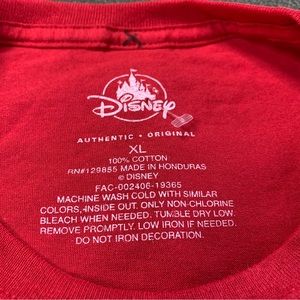 Disney
AUTHENTIC • ORIGINAL
XL
100% COTTON
RN#129855 MADE IN HONDURAS
© DISNEY
FAC-002406-19365
MACHINE WASH COLD WITH SIMILAR
COLORS, INSIDE OUT. ONLY NON-CHLORINE
BLEACH WHEN NEEDED. TUMBLE DRY LOW.
REMOVE PROMPTLY. LOW IRON IF NEEDED.
DO NOT IRON DECORATION.